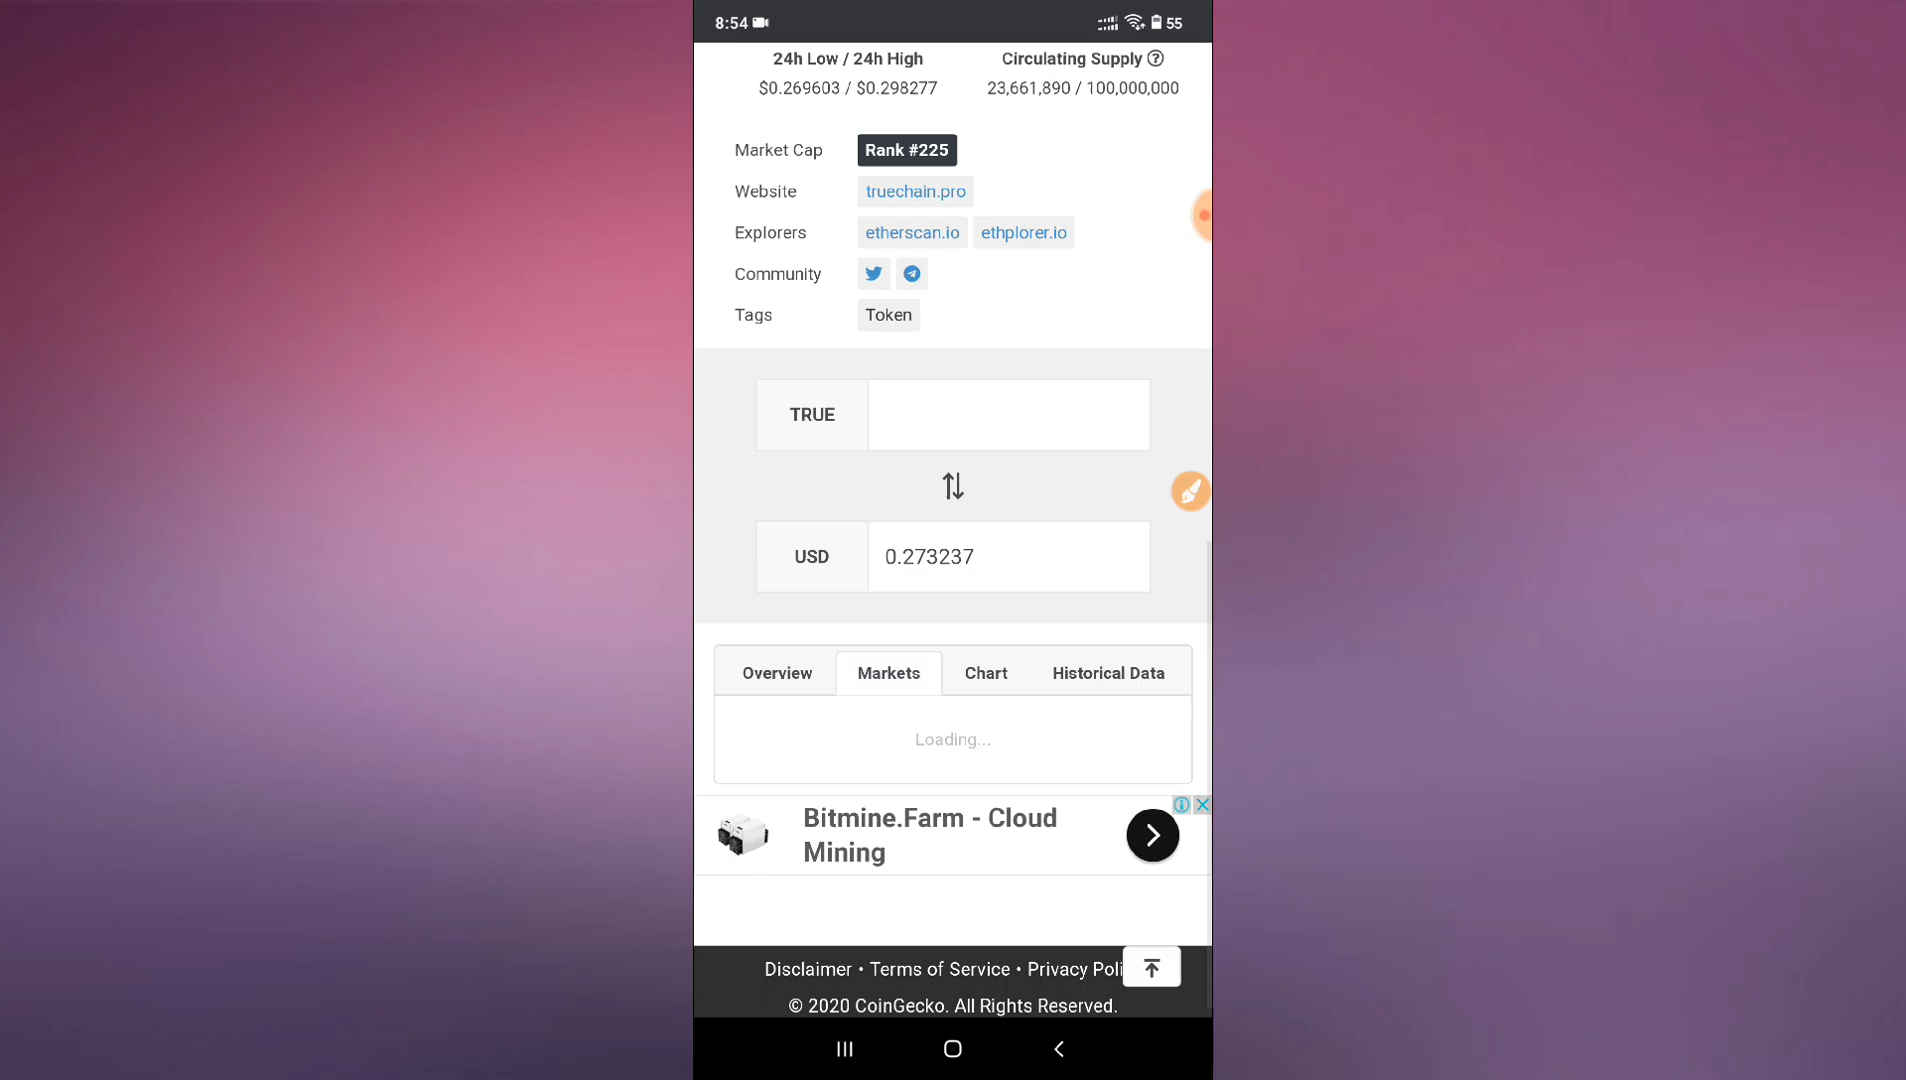 8:54 55
24h Low / 24h High Circulating Supply
$0.269603 / $0.298277 23,661,890 / 100,000,000
Market Cap Rank #225
Website truechain.pro
Explorers etherscan.io ethplorer.io
Community
Tags Token
TRUE
USD 0.273237
Overview Markets Chart Historical Data
Loading...
Bitmine.Farm - Cloud
Mining
Disclaimer • Terms of Service • Privacy Poli
© 2020 CoinGecko. All Rights Reserved.